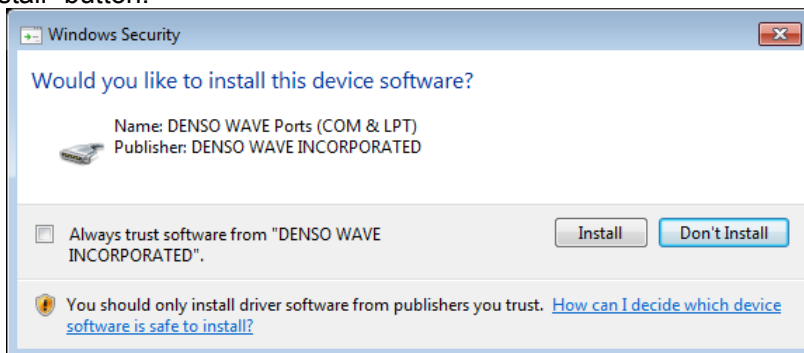 Windows Security
Would you like to install this device software?
Name: DENSO WAVE Ports (COM & LPT)
Publisher: DENSO WAVE INCORPORATED
Always trust software from "DENSO WAVE
INCORPORATED".
Install
Don't Install
You should only install driver software from publishers you trust. How can I decide which device
software is safe to install?